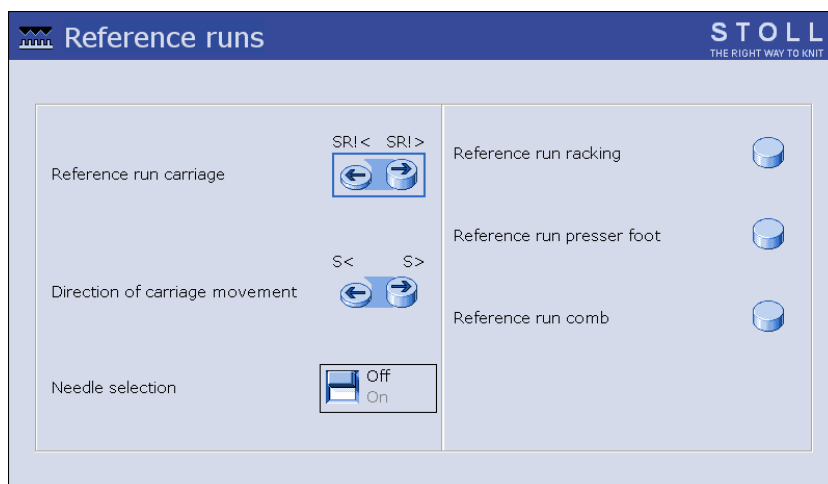 Reference runs
STOLL
THE RIGHT WAY TO KNIT
SR!< SR!>
Reference run carriage
S< S>
Direction of carriage movement
Needle selection
Off
On
Reference run racking
Reference run presser foot
Reference run comb